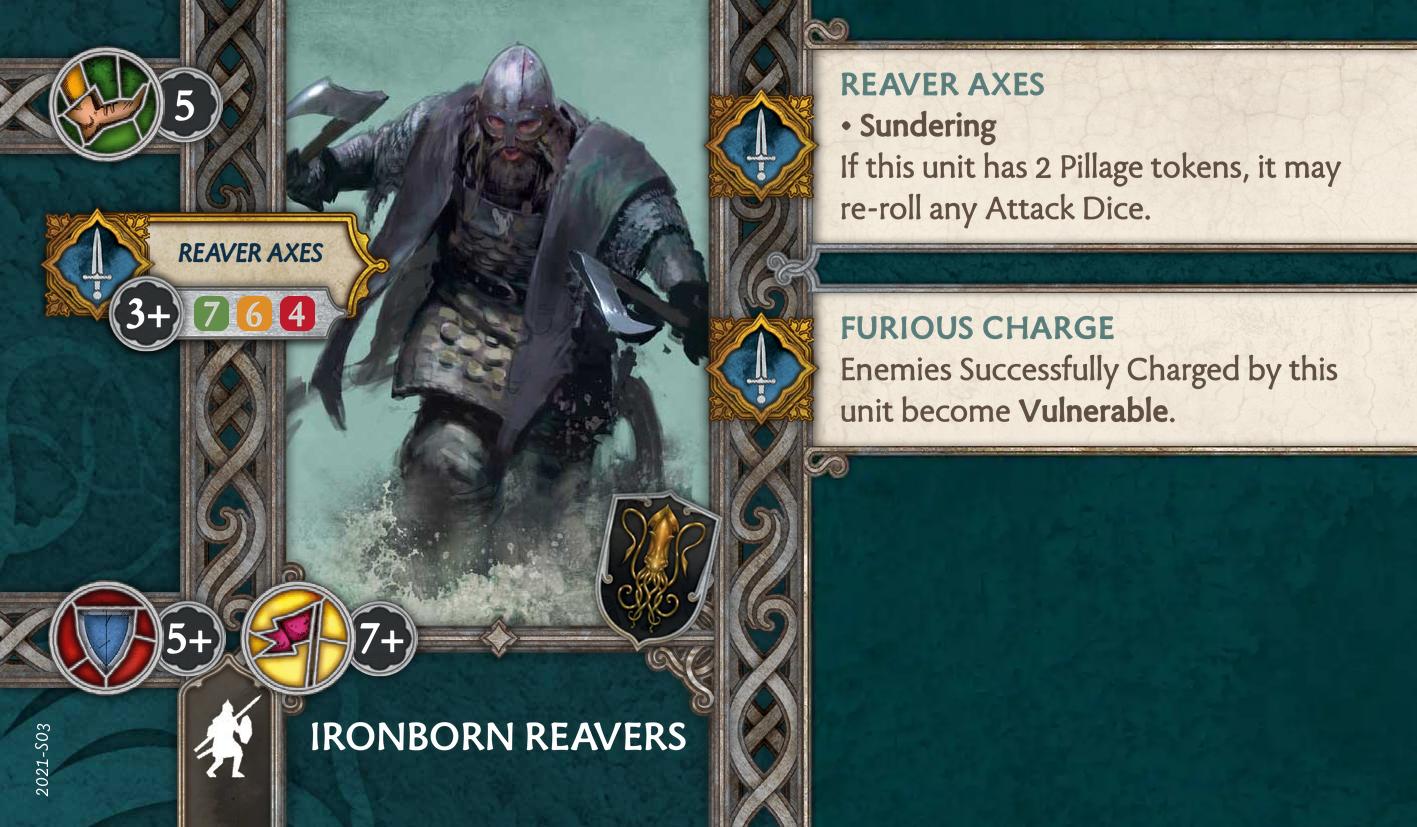 5
REAVER AXES
3+ 7 6 4
5+ 7+
IRONBORN REAVERS
2021-S03
REAVER AXES
• Sundering
If this unit has 2 Pillage tokens, it may
re-roll any Attack Dice.
FURIOUS CHARGE
Enemies Successfully Charged by this
unit become Vulnerable.